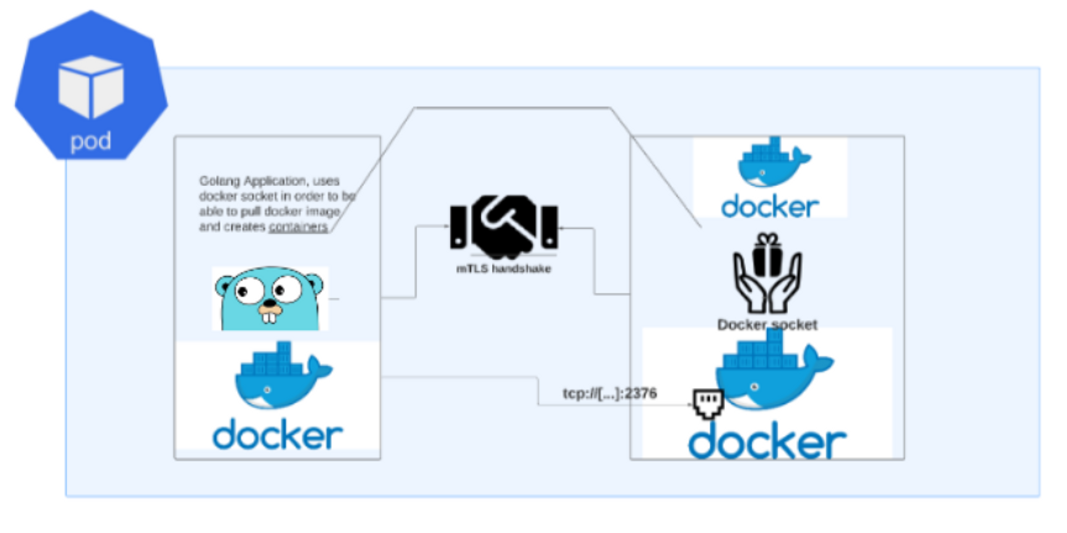 pod
Golang Application, uses
docker socket in order to be
able to pull docker image
and creates containers
docker
mTLS handshake
docker
Docker socket
tcp://[...]:2376
docker